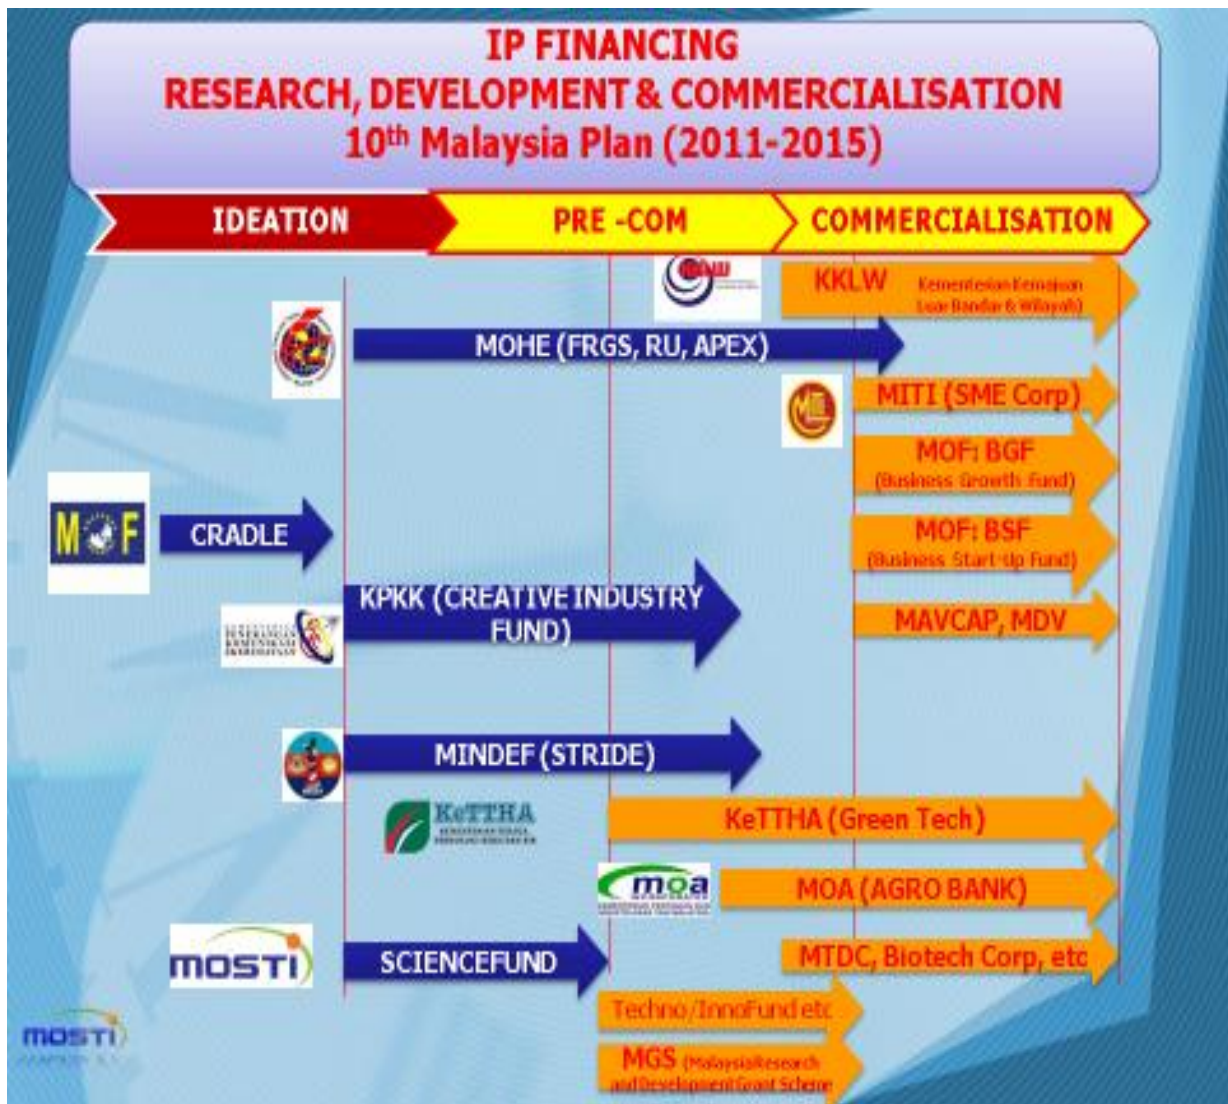 IP FINANCING
RESEARCH, DEVELOPMENT & COMMERCIALISATION
10th Malaysia Plan (2011-2015)
IDEATION
PRE -COM
COMMERCIALISATION
KKLW Kementerian Kemajuan
Luar Bandar & Wilayah)
MOHE (FRGS, RU, APEX)
MITI (SME Corp)
MOF: BGF
(Business Growth Fund)
MOF
CRADLE
MOF: BSF
(Business Start-Up Fund)
KPKK (CREATIVE INDUSTRY
FUND)
MAVCAP, MDV
MINDEF (STRIDE)
KeTTHA
KeTTHA (Green Tech)
moa
MOA (AGRO BANK)
MOSTI
SCIENCEFUND
MTDC, Biotech Corp, etc
Techno/InnoFund etc
MOSTI
MGS (Malaysia Research
and Development Grant Scheme